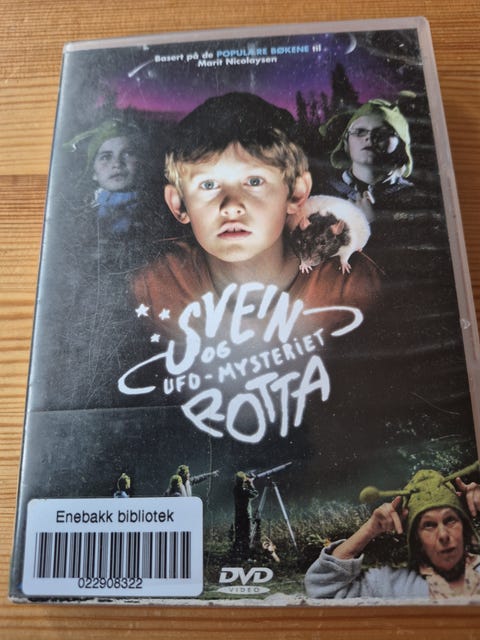 Basert på de POPULÆRE BØKENE til
Marit Nicolaysen
SVEIN
OG
UFO-MYSTERIET
ROTTA
Enebakk bibliotek
022908322
DVD
VIDEO